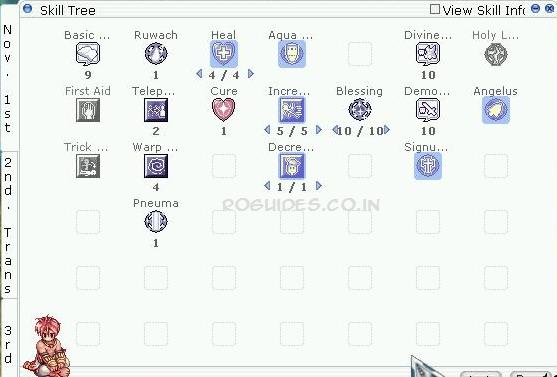 Skill Tree View Skill Info
Nov. 1st
2nd. Trans
3rd
Basic ... Ruwach Heal Aqua ... Divine... Holy L...
9 1 4 / 4 10
First Aid Telep... Cure Incre... Blessing Demo... Angelus
2 1 5 / 5 10 / 10 10
Trick ... Warp ... Decre... Signu...
4 1 / 1
Pneuma
1
ROGUIDES.CO.IN